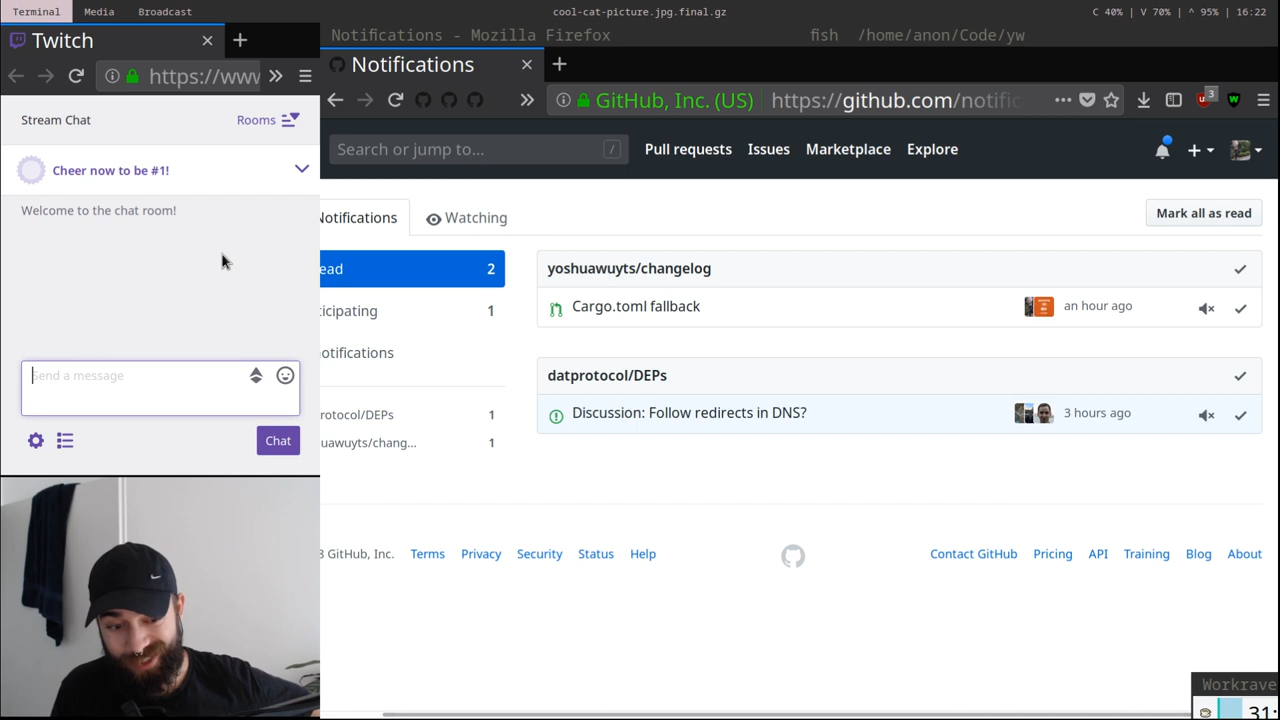 Terminal Media Broadcast cool-cat-picture.jpg.final.gz C 40% | V 70% | ^ 95% | 16:22
Twitch
https://www
Stream Chat Rooms
Cheer now to be #1!
Welcome to the chat room!
Send a message
Chat
Notifications - Mozilla Firefox fish /home/anon/Code/yw
Notifications
GitHub, Inc. (US) https://github.com/notific 3
Search or jump to... / Pull requests Issues Marketplace Explore
Notifications Watching Mark all as read
ead 2
icipating 1
otifications
rotocol/DEPs 1
uawuyts/chang... 1
yoshuawuyts/changelog
Cargo.toml fallback an hour ago
datprotocol/DEPs
Discussion: Follow redirects in DNS? 3 hours ago
GitHub, Inc. Terms Privacy Security Status Help Contact GitHub Pricing API Training Blog About
Workrave
31: